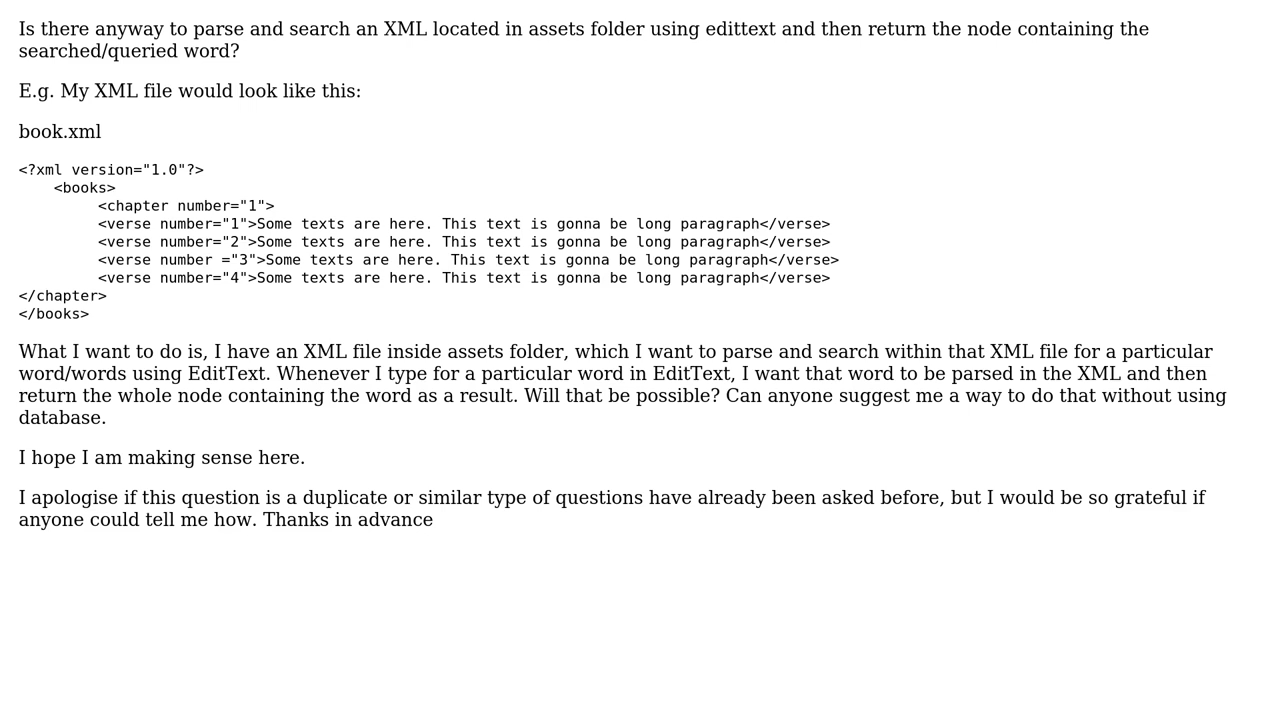 Is there anyway to parse and search an XML located in assets folder using edittext and then return the node containing the
searched/queried word?
E.g. My XML file would look like this:
book.xml
<?xml version="1.0"?>
    <books>
         <chapter number="1">
         <verse number="1">Some texts are here. This text is gonna be long paragraph</verse>
         <verse number="2">Some texts are here. This text is gonna be long paragraph</verse>
         <verse number ="3">Some texts are here. This text is gonna be long paragraph</verse>
         <verse number="4">Some texts are here. This text is gonna be long paragraph</verse>
</chapter>
</books>
What I want to do is, I have an XML file inside assets folder, which I want to parse and search within that XML file for a particular
word/words using EditText. Whenever I type for a particular word in EditText, I want that word to be parsed in the XML and then
return the whole node containing the word as a result. Will that be possible? Can anyone suggest me a way to do that without using
database.
I hope I am making sense here.
I apologise if this question is a duplicate or similar type of questions have already been asked before, but I would be so grateful if
anyone could tell me how. Thanks in advance